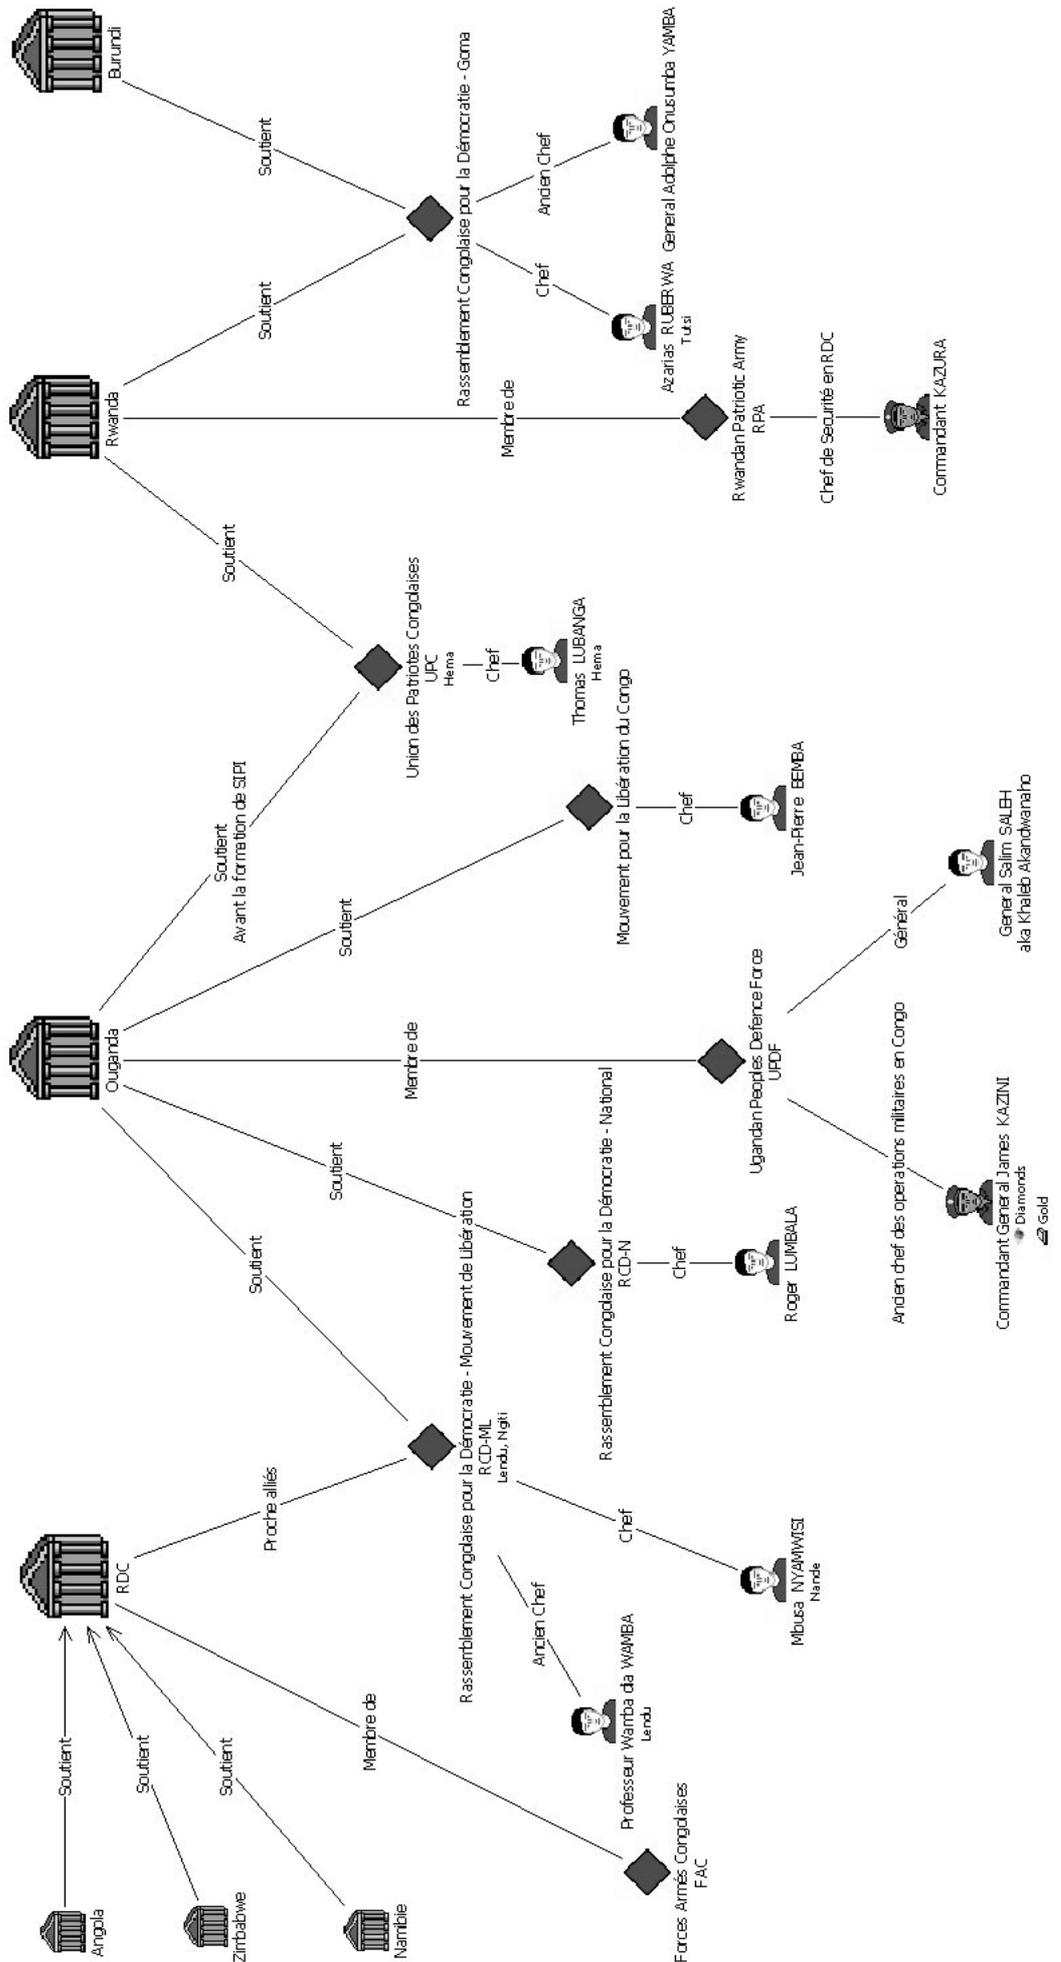 Angola
Soutient
Zimbabwe
Soutient
Namibie
Soutient
RDC
Membre de
Forces Armés Congolaises
FAC
Proche alliés
Rassemblement Congolaise pour la Démocratie - Mouvement de Libération
RCD-ML
Lendu, Ngiti
Ancien Chef
Professeur Wamba dia WAMBA
Lendu
Chef
Mbusa NYAMWISI
Nande
Ouganda
Soutient
Soutient
Rassemblement Congolaise pour la Démocratie - National
RCD-N
Chef
Roger LUMBALA
Membre de
Ugandan Peoples Defence Force
UPDF
Ancien chef des operations militaires en Congo
Commandant General James KAZINI
Diamonds
Gold
Général
General Salim SALEH
aka Khaleb Akandwanaho
Soutient
Mouvement pour la Libération du Congo
Chef
Jean-Pierre BEMBA
Soutient
Avant la formation de SIPI
Union des Patriotes Congolaises
UPC
Hema
Chef
Thomas LUBANGA
Hema
Rwanda
Soutient
Membre de
Rwandan Patriotic Army
RPA
Chef de Securité en RDC
Commandant KAZURA
Soutient
Burundi
Soutient
Rassemblement Congolaise pour la Démocratie - Goma
Chef
Azarias RUBERWA
Tutsi
Ancien Chef
General Adolphe Onusumba YAMBA